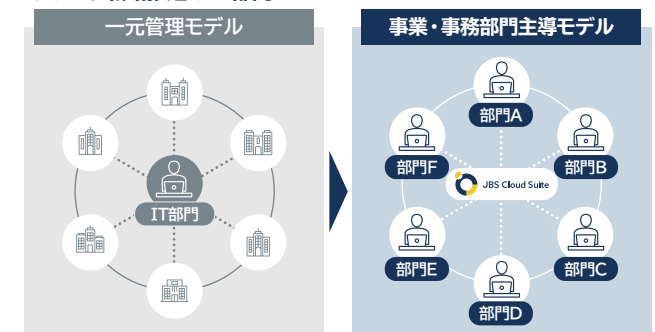 一元管理モデル
IT部門
事業・事務部門主導モデル
部門A
部門F
部門B
JBS Cloud Suite
部門E
部門C
部門D